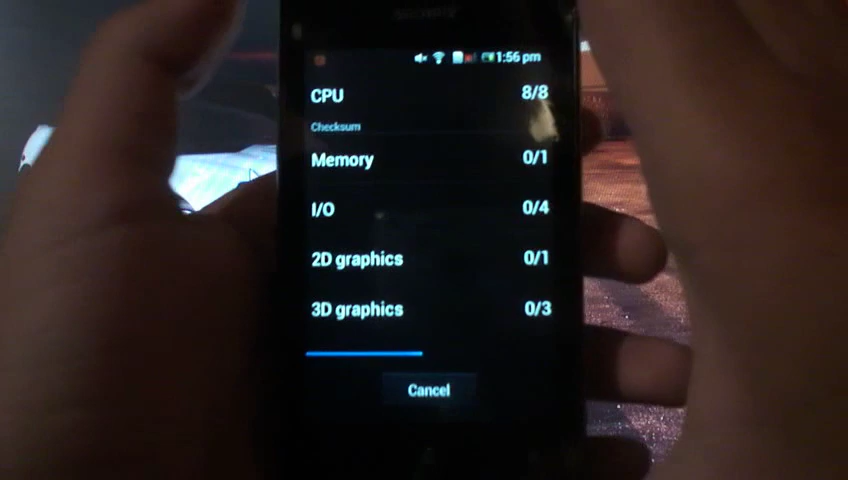 1:56 pm
CPU 8/8
Checksum
Memory 0/1
I/O 0/4
2D graphics 0/1
3D graphics 0/3
Cancel